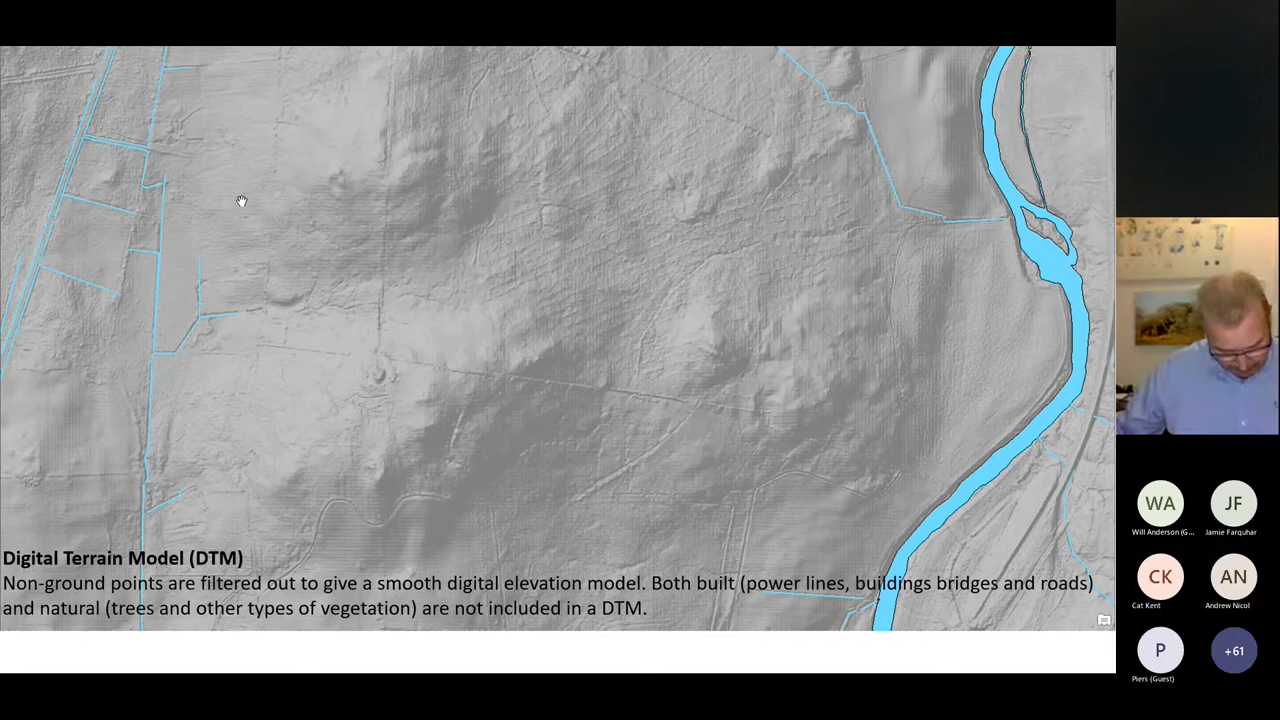 Digital Terrain Model (DTM)
Non-ground points are filtered out to give a smooth digital elevation model. Both built (power lines, buildings bridges and roads)
and natural (trees and other types of vegetation) are not included in a DTM.
WA
JF
Will Anderson (G...
Jamie Farquhar
CK
AN
Cat Kent
Andrew Nicol
P
+61
Piers (Guest)